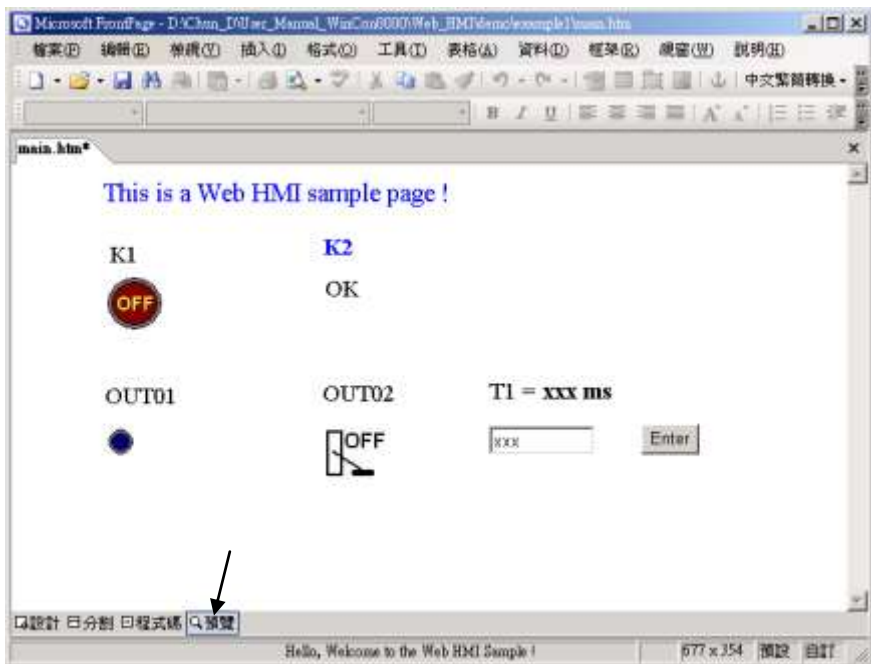 Microsoft FrontPage - D:\Chun_D\User_Manual_WinCon8000\Web_HMI\demo\example1\main.htm
檔案(F) 編輯(E) 檢視(V) 插入(I) 格式(O) 工具(T) 表格(A) 資料(D) 框架(R) 視窗(W) 說明(H)
中文繁簡轉換
B I U A A
main.htm*
This is a Web HMI sample page !
K1 K2
OFF OK
OUT01 OUT02 T1 = xxx ms
OFF xxx Enter
設計 分割 程式碼 預覽
Hello, Welcome to the Web HMI Sample ! 677 x 354 預設 自訂